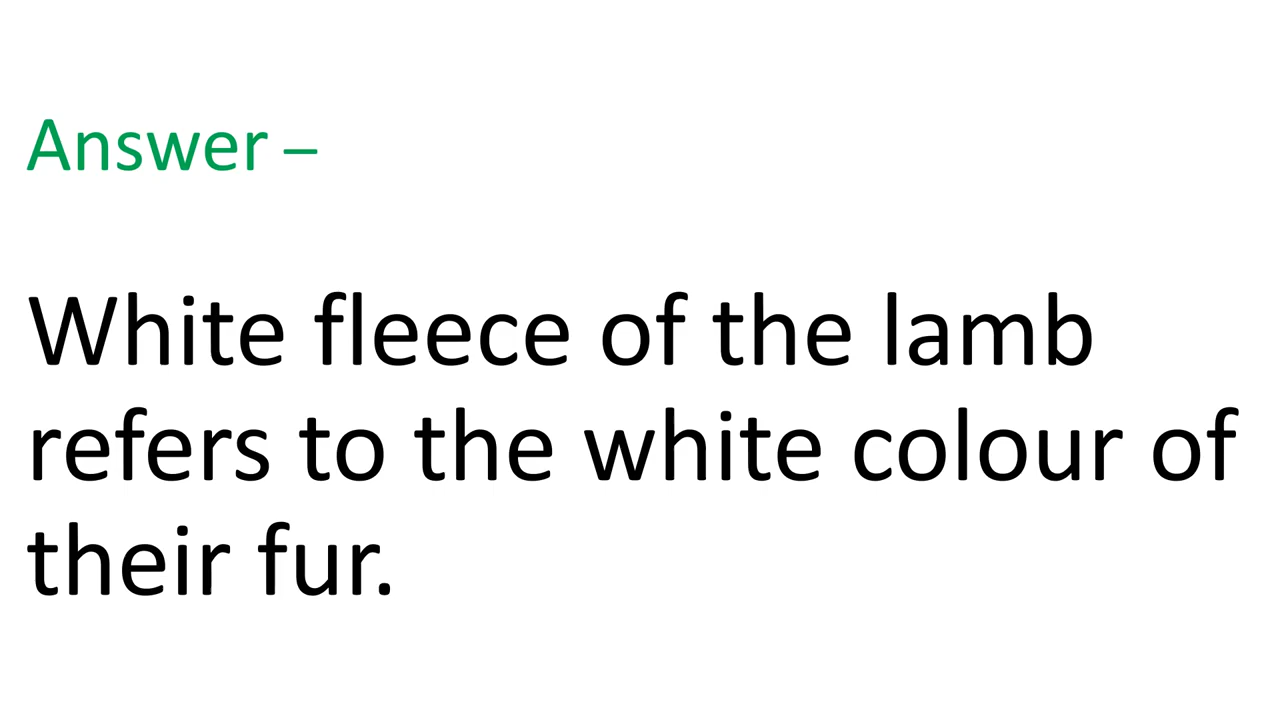 Answer –
White fleece of the lamb
refers to the white colour of
their fur.